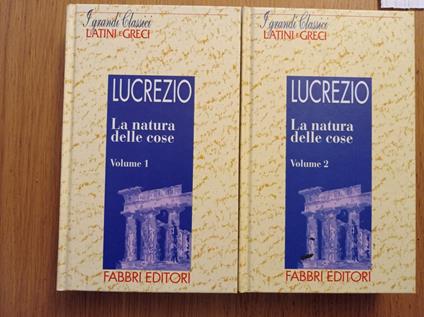 I grandi Classici
LATINI e GRECI
LUCREZIO
La natura
delle cose
Volume 1
FABBRI EDITORI
I grandi Classici
LATINI e GRECI
LUCREZIO
La natura
delle cose
Volume 2
FABBRI EDITORI